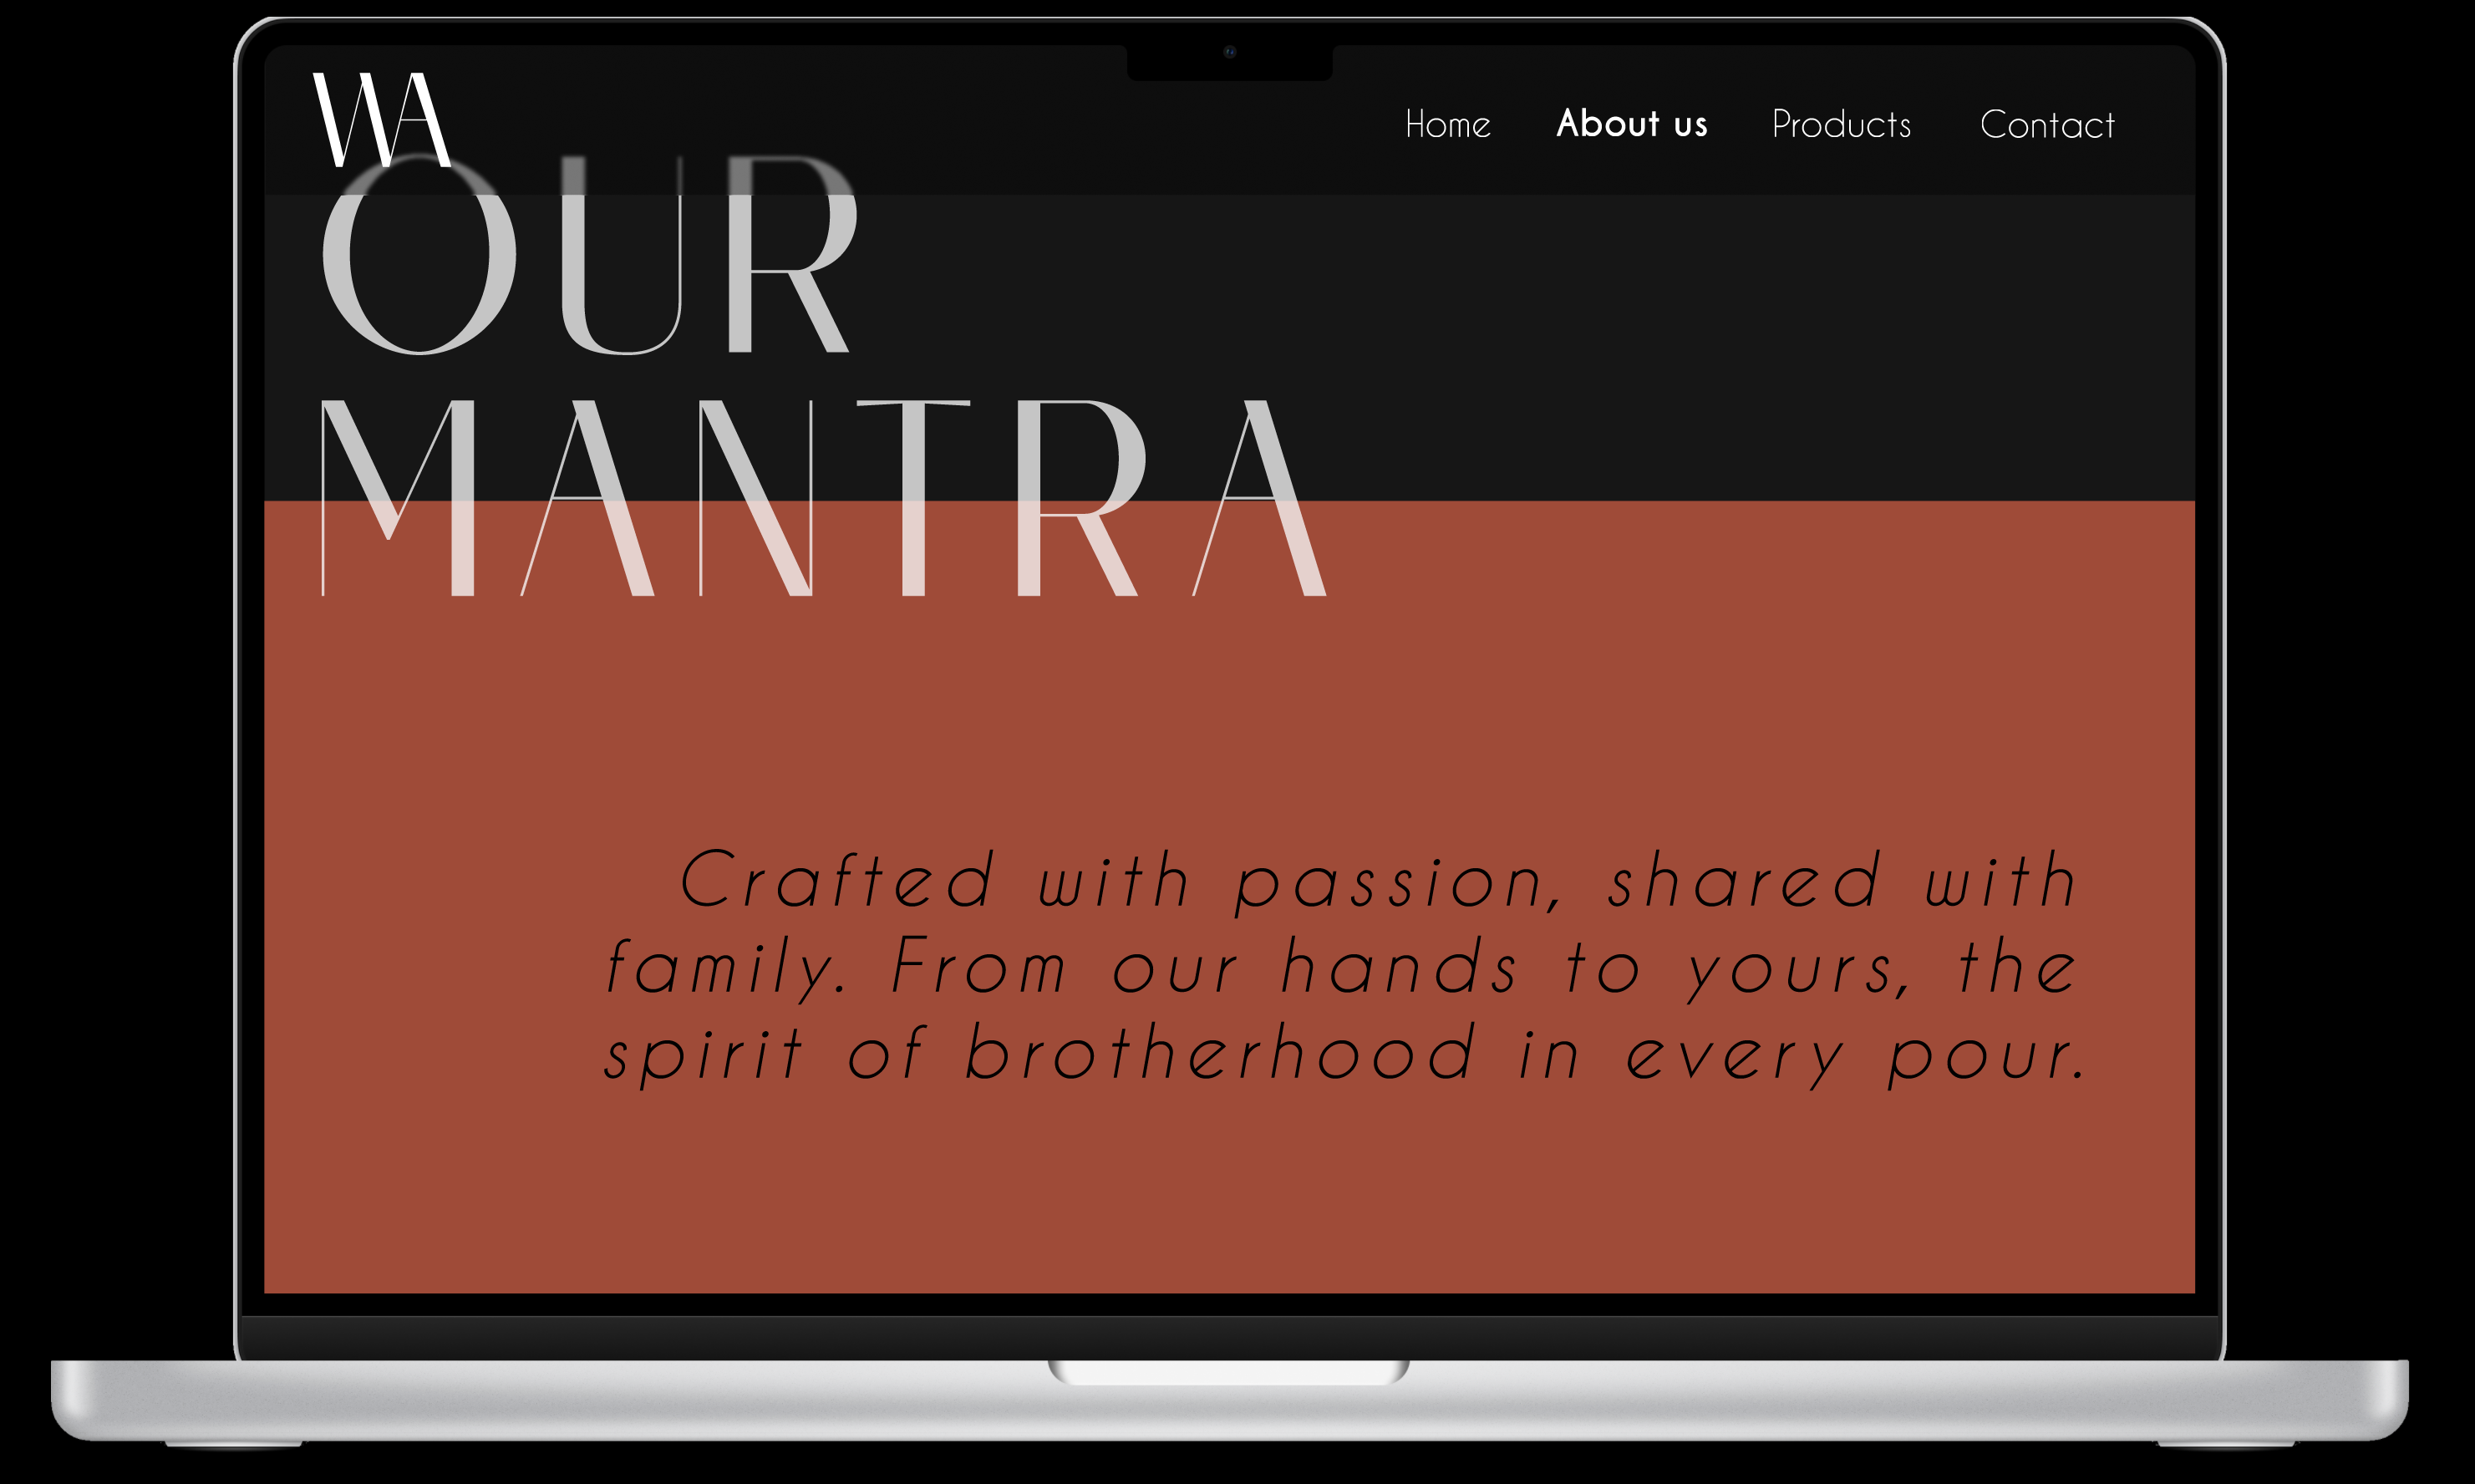 WA
Home About us Products Contact
OUR
MANTRA
Crafted with passion, shared with
family. From our hands to yours, the
spirit of brotherhood in every pour.